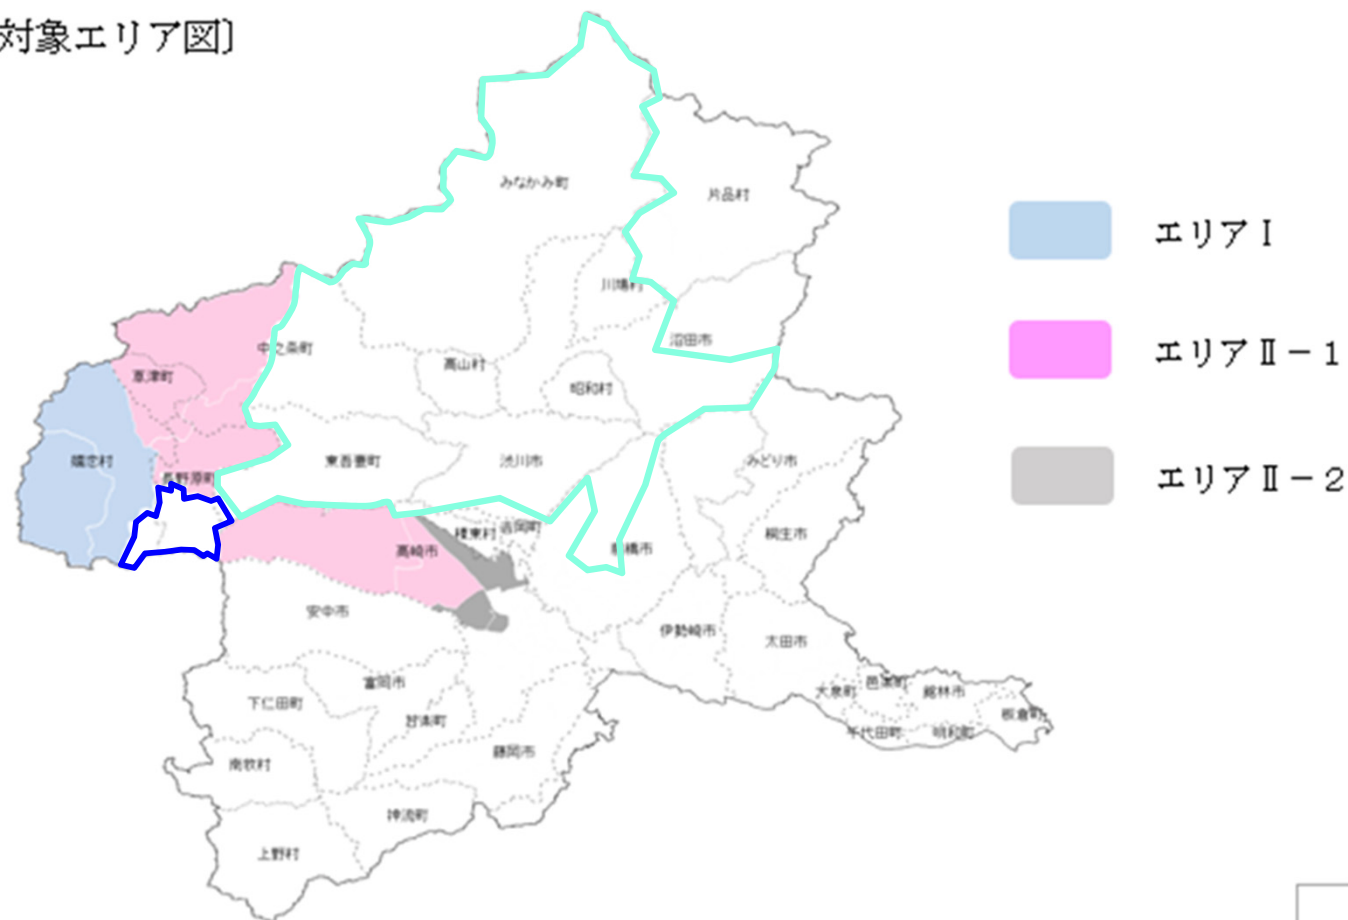 対象エリア図〕
みなかみ町
片品村
エリアⅠ
川場村
中之条町
沼田市
エリアⅡ－１
高山村
草津町
昭和村
嬬恋村
東吾妻町
渋川市
みどり市
長野原町
エリアⅡ－２
榛東村
吉岡町
桐生市
高崎市
橋市
安中市
伊勢崎市
太田市
富岡市
大泉町
邑楽町
館林市
下仁田町
板倉町
甘楽町
千代田町
明和町
藤岡市
南牧村
神流町
上野村